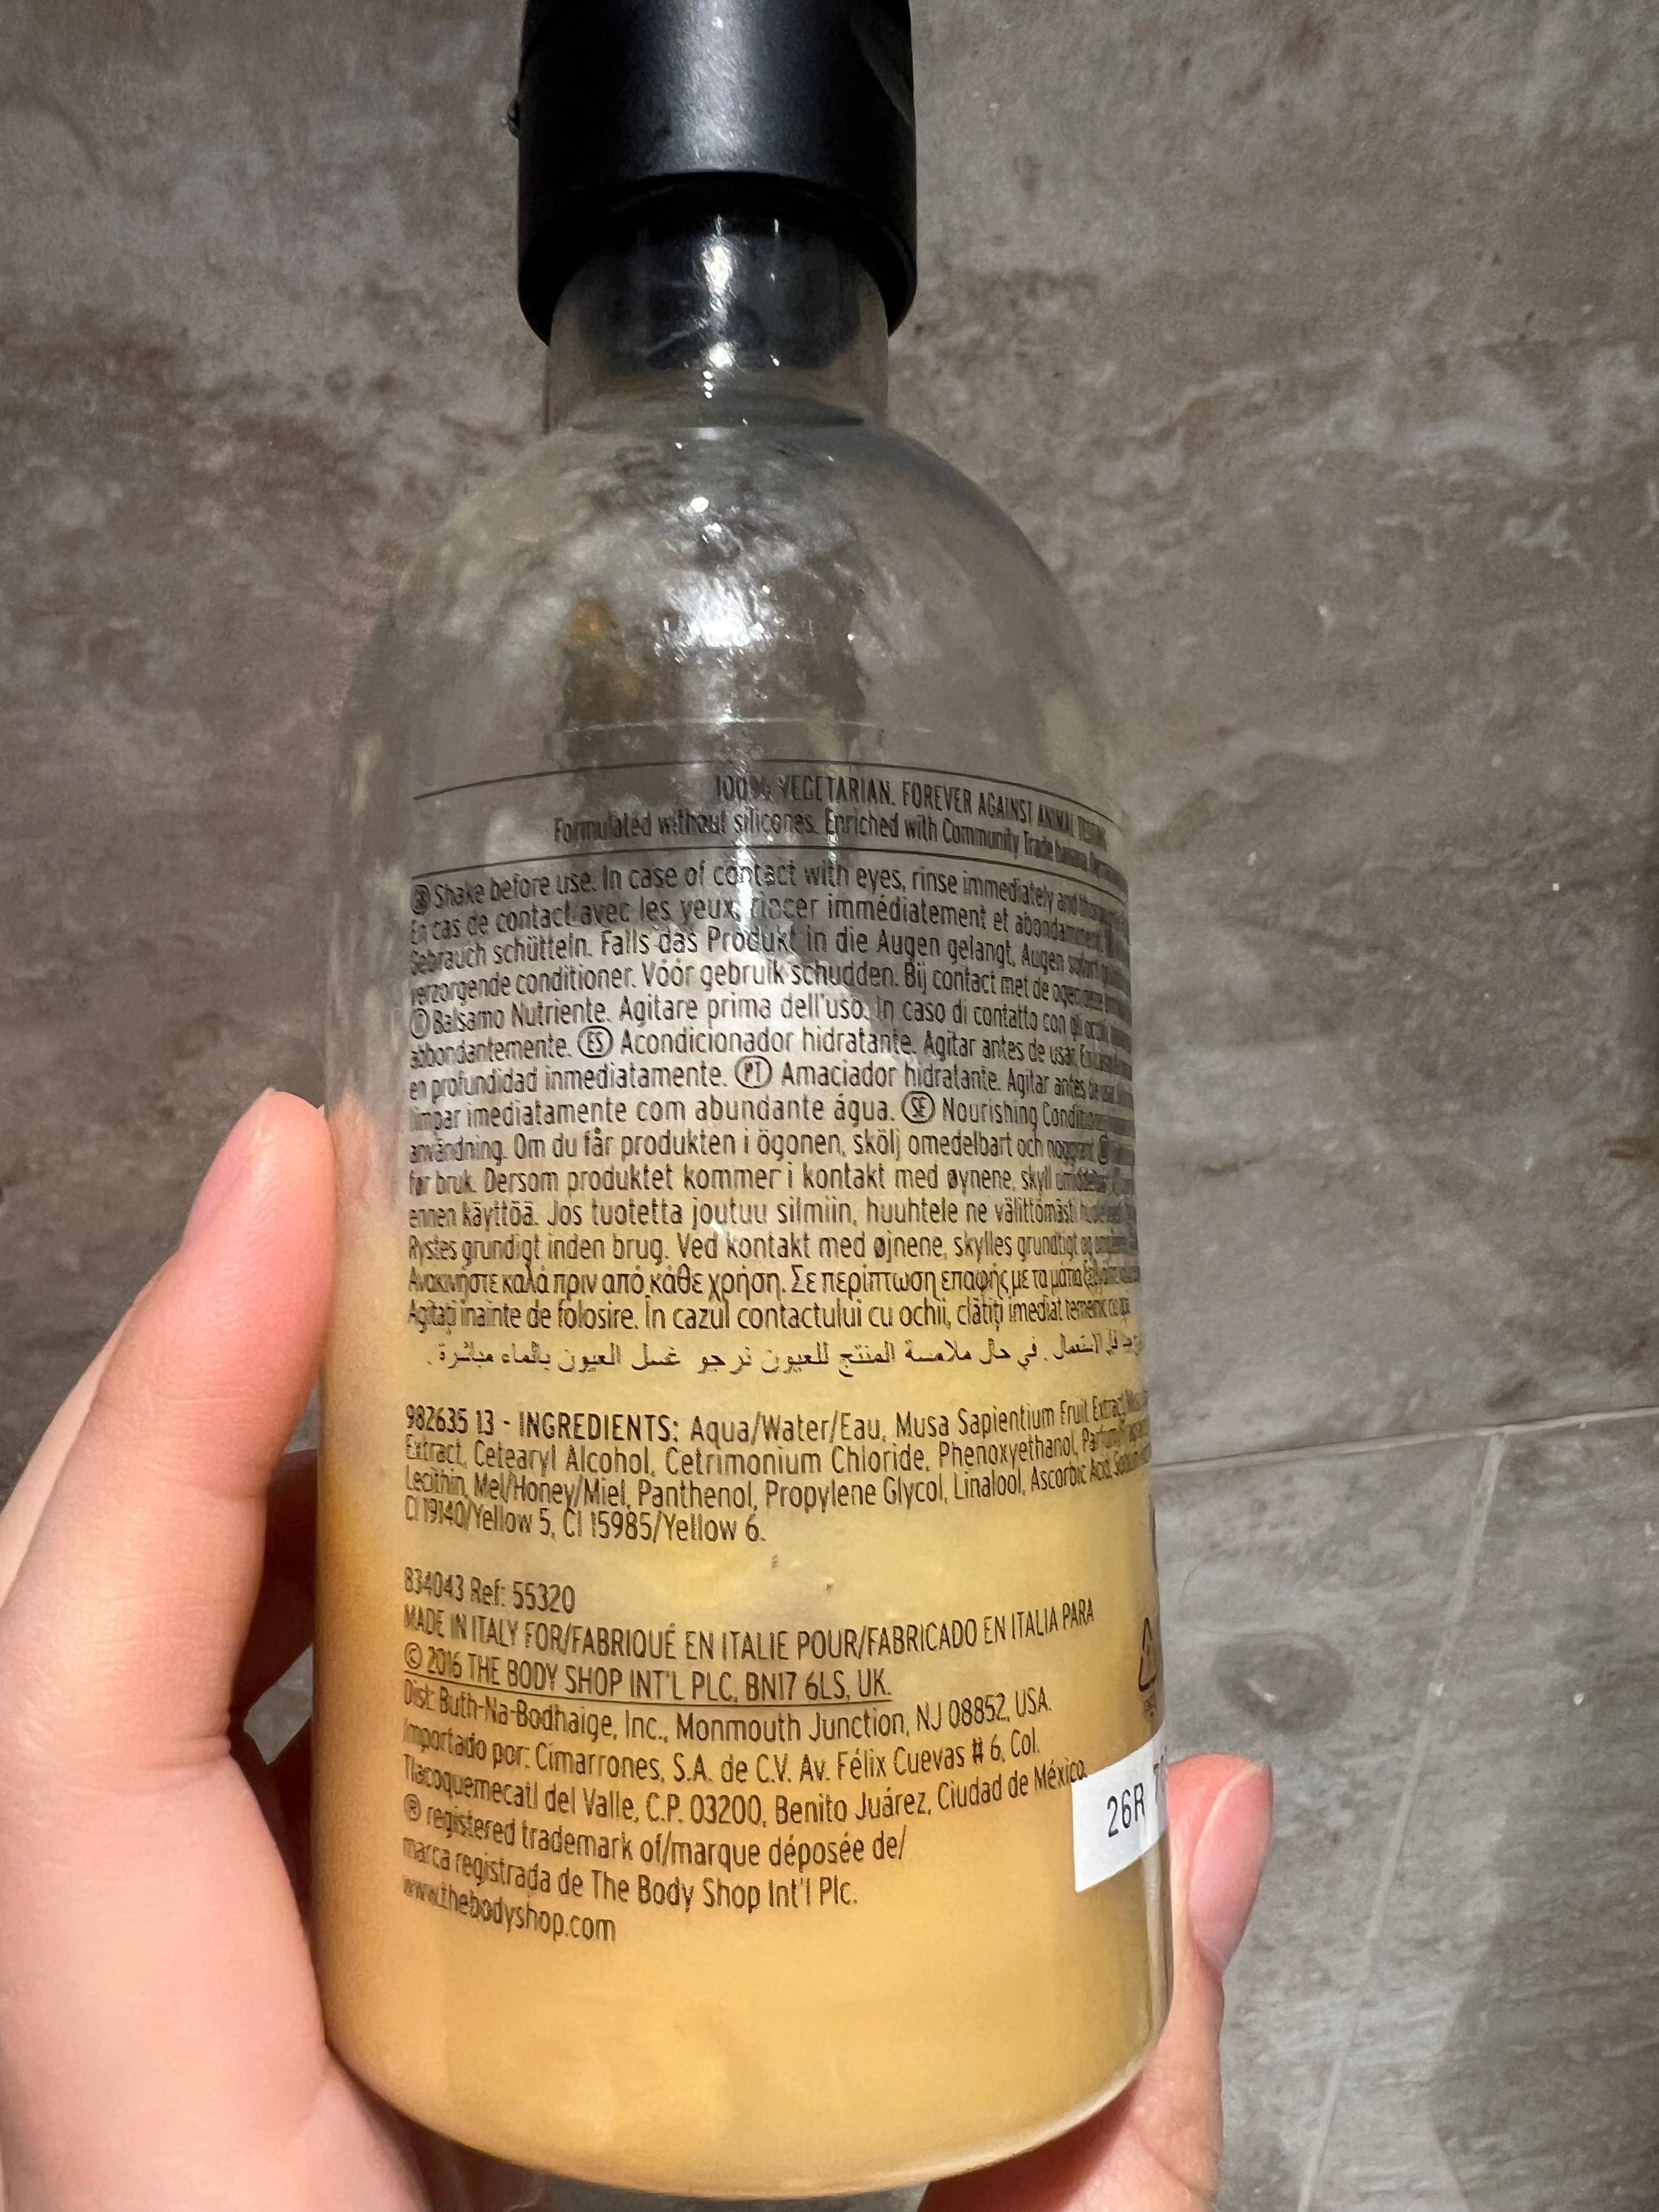 100% VEGETARIAN. FOREVER AGAINST ANIMAL TESTING.
Formulated without silicones. Enriched with Community Trade banana
Shake before use. In case of contact with eyes, rinse immediately and
En cas de contact avec les yeux, rincer immédiatement et
Gebrauch schütteln. Falls das Produkt in die Augen gelangt, Augen sofort
verzorgende conditioner. Vóór gebruik schudden. Bij contact met de ogen
IT Balsamo Nutriente. Agitare prima dell'uso. In caso di contatto con gli occhi,
abbondantemente. ES Acondicionador hidratante. Agitar antes de usar.
en profundidad inmediatamente. PT Amaciador hidratante. Agitar antes de
limpar imediatamente com abundante água. SE Nourishing
användning. Om du får produkten i ögonen, skölj omedelbart och noggrant.
før bruk. Dersom produktet kommer i kontakt med øynene, skyll
ennen käyttöä. Jos tuotetta joutuu silmiin, huuhtele ne välittömästi
Rystes grundigt inden brug. Ved kontakt med øjnene, skylles grundigt og
Ανακινήστε καλά πριν από κάθε χρήση. Σε περίπτωση επαφής με τα μάτια
Agitați înainte de folosire. În cazul contactului cu ochii, clătiți imediat
قبل الاستعمال . في حال ملامسة المنتج للعيون نرجو غسل العيون بالماء مباشرة .
982635 13 - INGREDIENTS: Aqua/Water/Eau, Musa Sapientium Fruit Extract,
Extract, Cetearyl Alcohol, Cetrimonium Chloride, Phenoxyethanol,
Lecithin, Mel/Honey/Miel, Panthenol, Propylene Glycol, Linalool, Ascorbic Acid,
CI 19140/Yellow 5, CI 15985/Yellow 6.
834043 Ref: 55320
MADE IN ITALY FOR/FABRIQUÉ EN ITALIE POUR/FABRICADO EN ITALIA PARA
© 2016 THE BODY SHOP INT'L PLC, BN17 6LS, UK.
Dist: Buth-Na-Bodhaige, Inc., Monmouth Junction, NJ 08852, USA.
Importado por: Cimarrones, S.A. de C.V. Av. Félix Cuevas # 6, Col.
Tlacoquemecatl del Valle, C.P. 03200, Benito Juárez, Ciudad de México.
® registered trademark of/marque déposée de/
marca registrada de The Body Shop Int'l Plc.
www.thebodyshop.com
26R